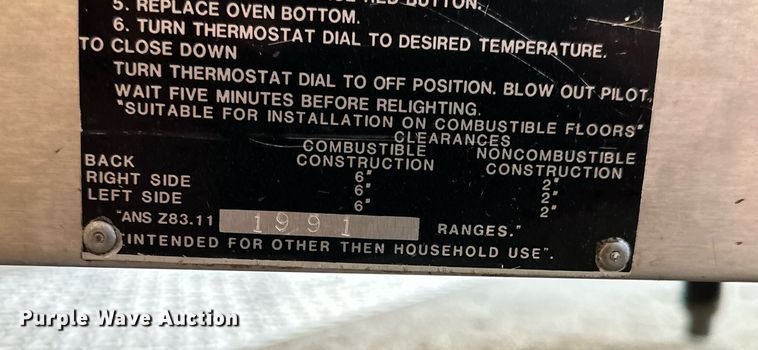 RED BUTTON.
5. REPLACE OVEN BOTTOM.
6. TURN THERMOSTAT DIAL TO DESIRED TEMPERATURE.
TO CLOSE DOWN
TURN THERMOSTAT DIAL TO OFF POSITION. BLOW OUT PILOT.
WAIT FIVE MINUTES BEFORE RELIGHTING.
"SUITABLE FOR INSTALLATION ON COMBUSTIBLE FLOORS"
CLEARANCES
COMBUSTIBLE NONCOMBUSTIBLE
CONSTRUCTION CONSTRUCTION
BACK 6" 2"
RIGHT SIDE 6" 2"
LEFT SIDE 6" 2"
"ANS Z83.11 1991 RANGES."
"INTENDED FOR OTHER THEN HOUSEHOLD USE".
Purple Wave Auction